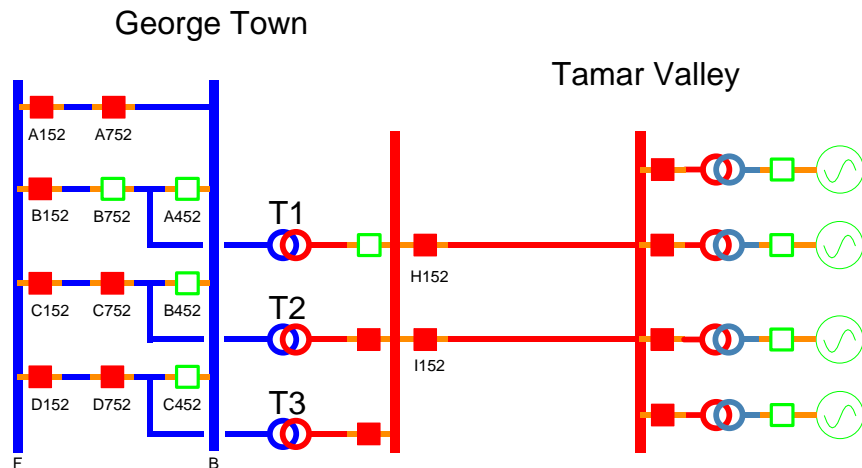 George Town
Tamar Valley
A152 A752
B152 B752 A452
T1
H152
C152 C752 B452
T2
I152
D152 D752 C452
T3
B